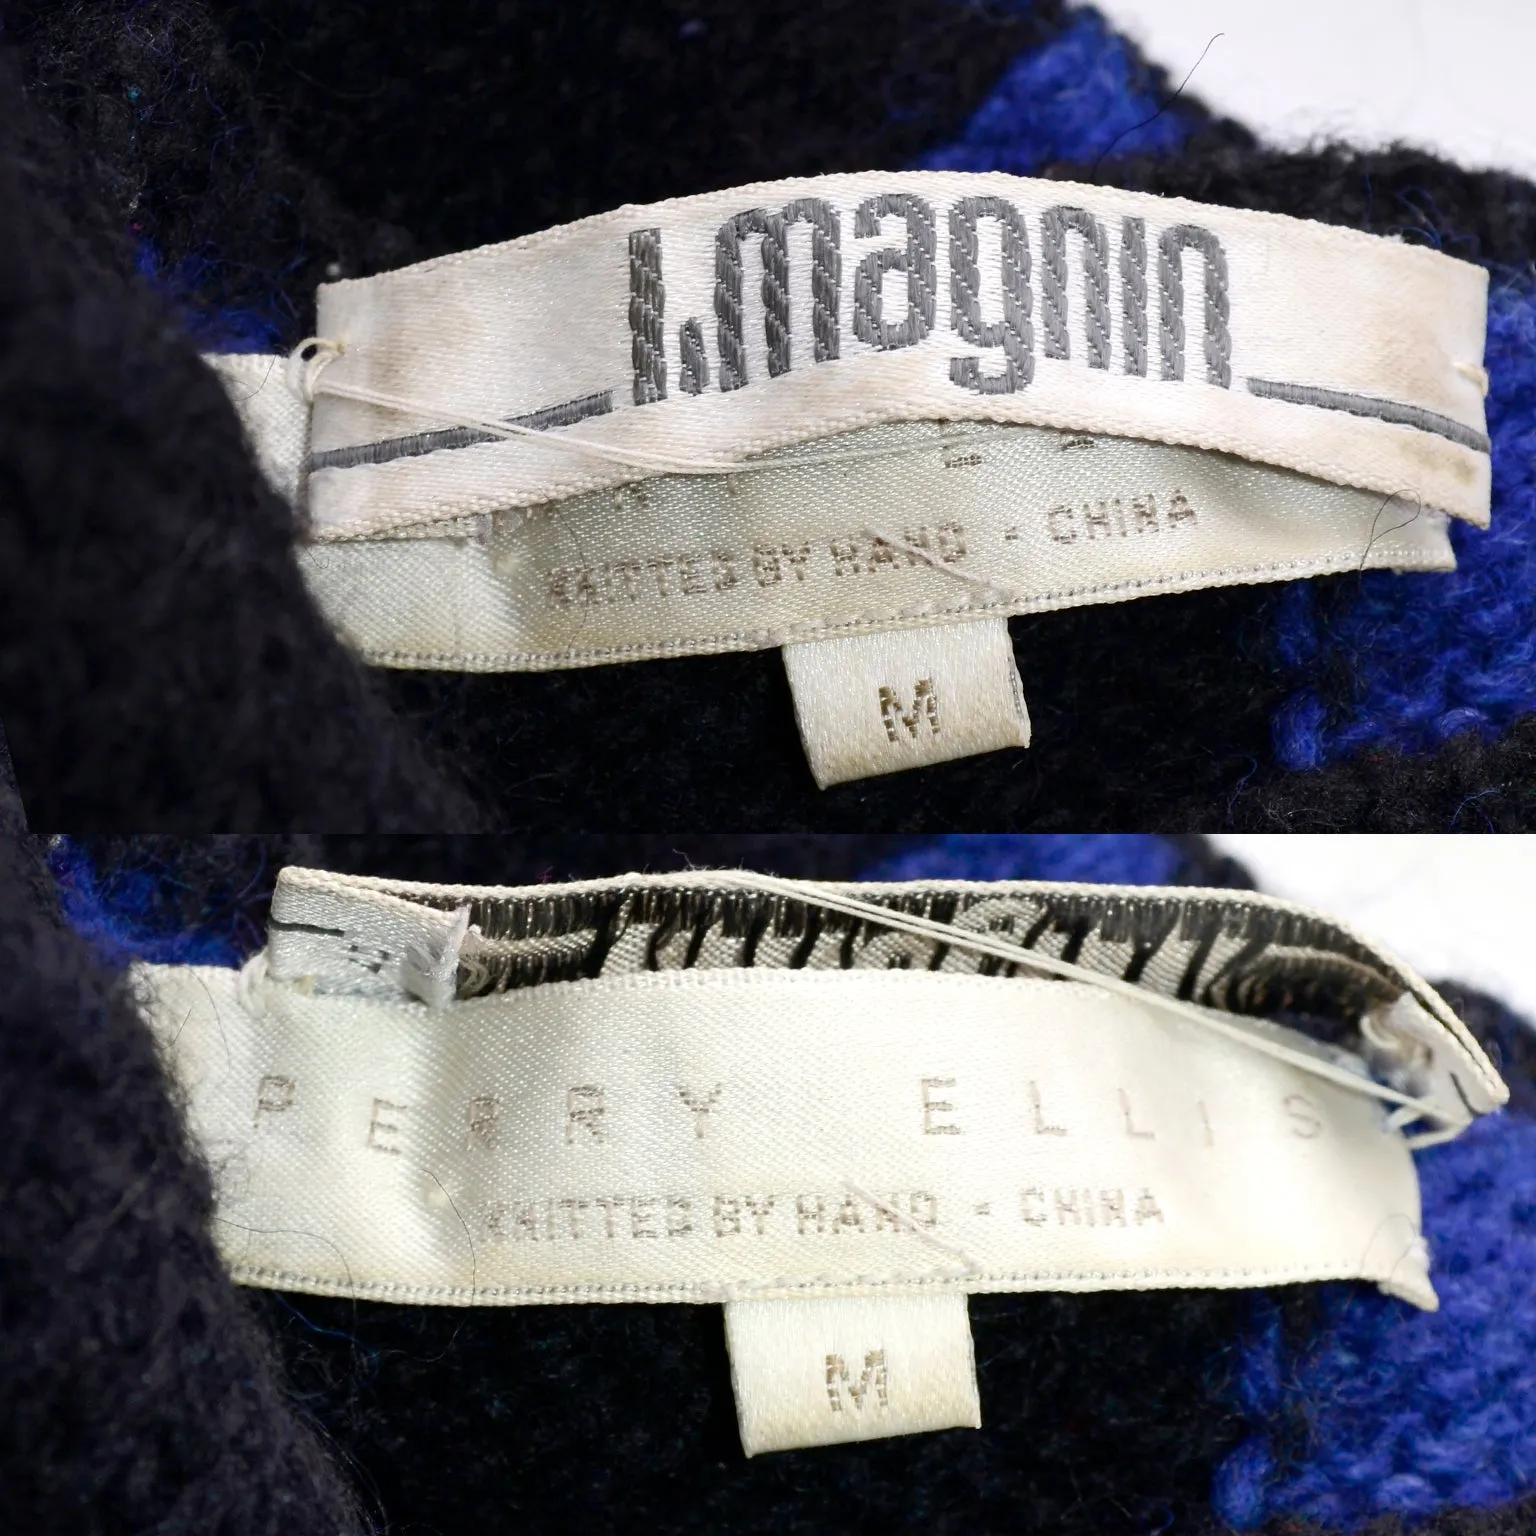 I. magnin
KNITTED BY HAND - CHINA
M
PERRY ELLIS
KNITTED BY HAND - CHINA
M